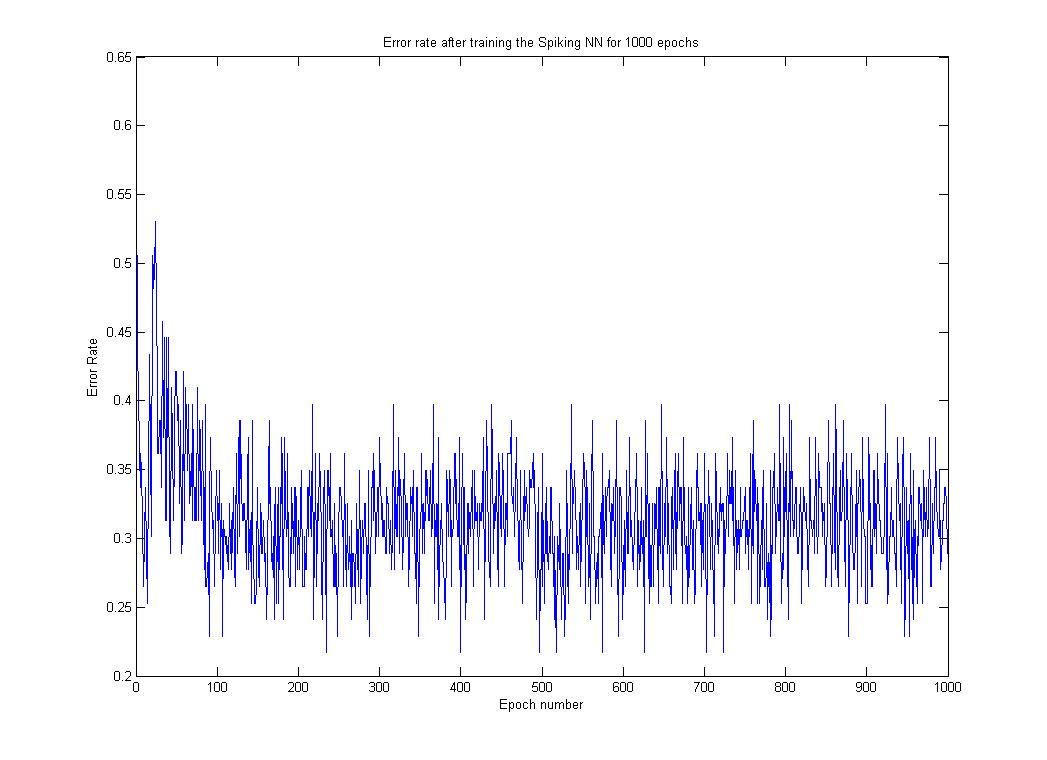 Error rate after training the Spiking NN for 1000 epochs
0.65
0.6
0.55
0.5
0.45
0.4
0.35
0.3
0.25
0.2
Error Rate
0 100 200 300 400 500 600 700 800 900 1000
Epoch number